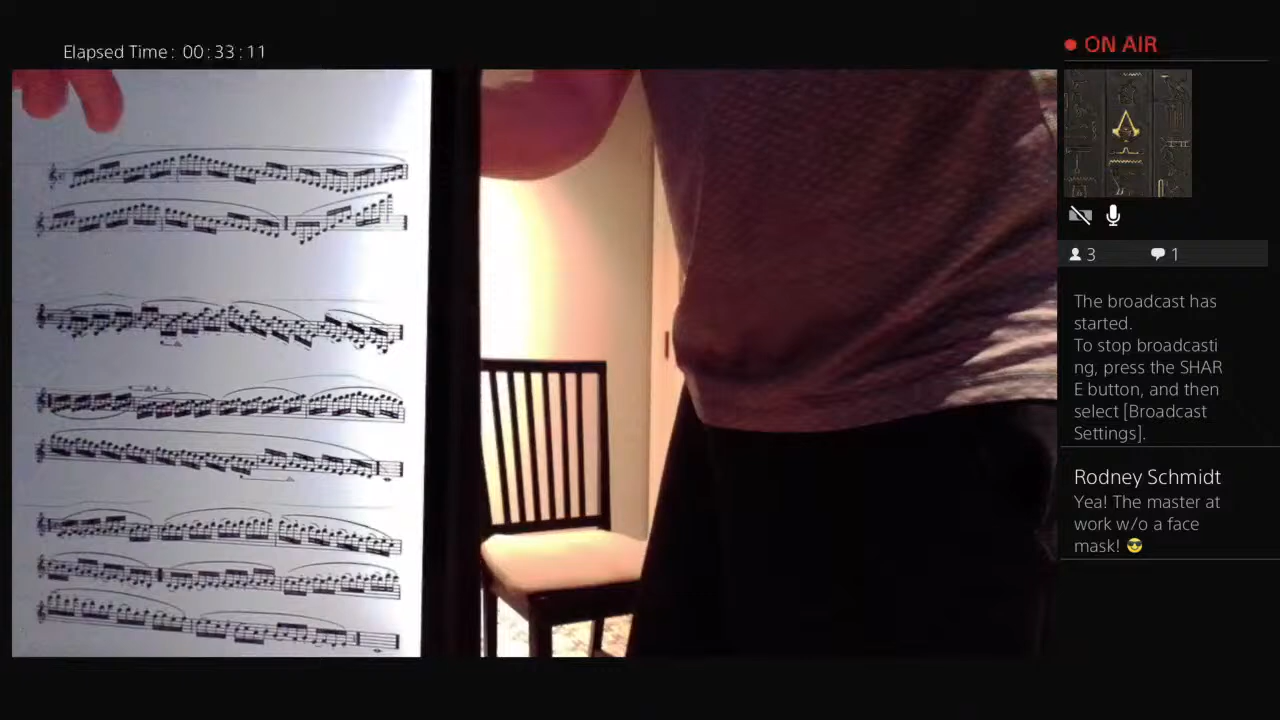 Elapsed Time: 00:33:11
ON AIR
3
1
The broadcast has
started.
To stop broadcasti
ng, press the SHAR
E button, and then
select [Broadcast
Settings].
Rodney Schmidt
Yea! The master at
work w/o a face
mask! 😎